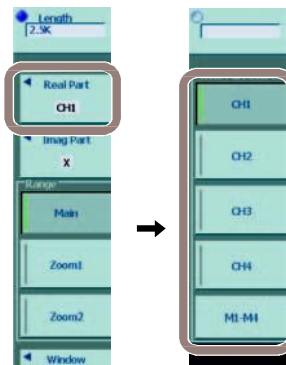 Length
2.5K
Real Part
CH1
Imag Part
X
Range
Main
Zoom1
Zoom2
Window
CH1
CH2
CH3
CH4
M1-M4